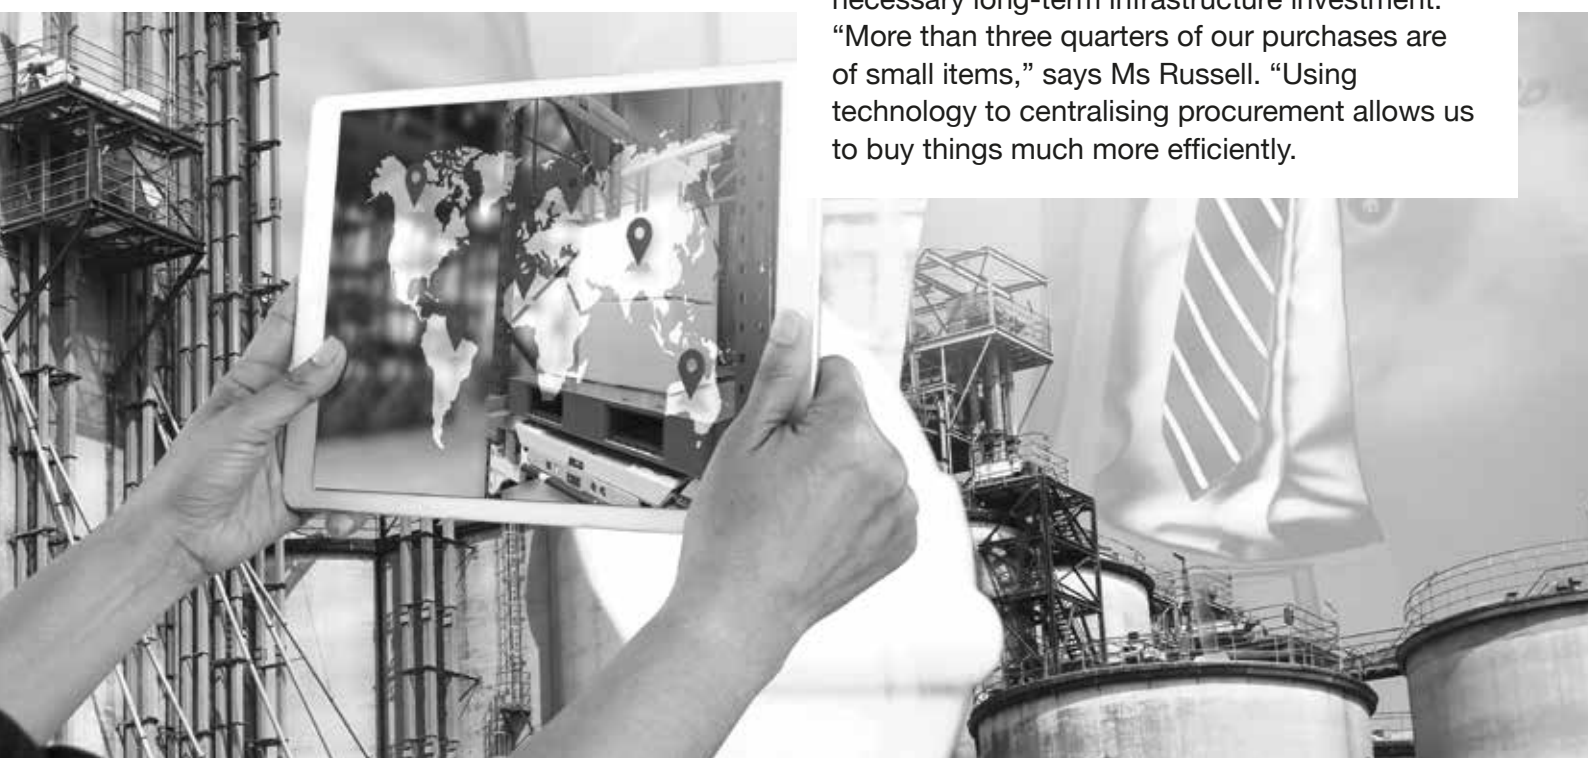 necessary long-term infrastructure investment.
“More than three quarters of our purchases are
of small items,” says Ms Russell. “Using
technology to centralising procurement allows us
to buy things much more efficiently.